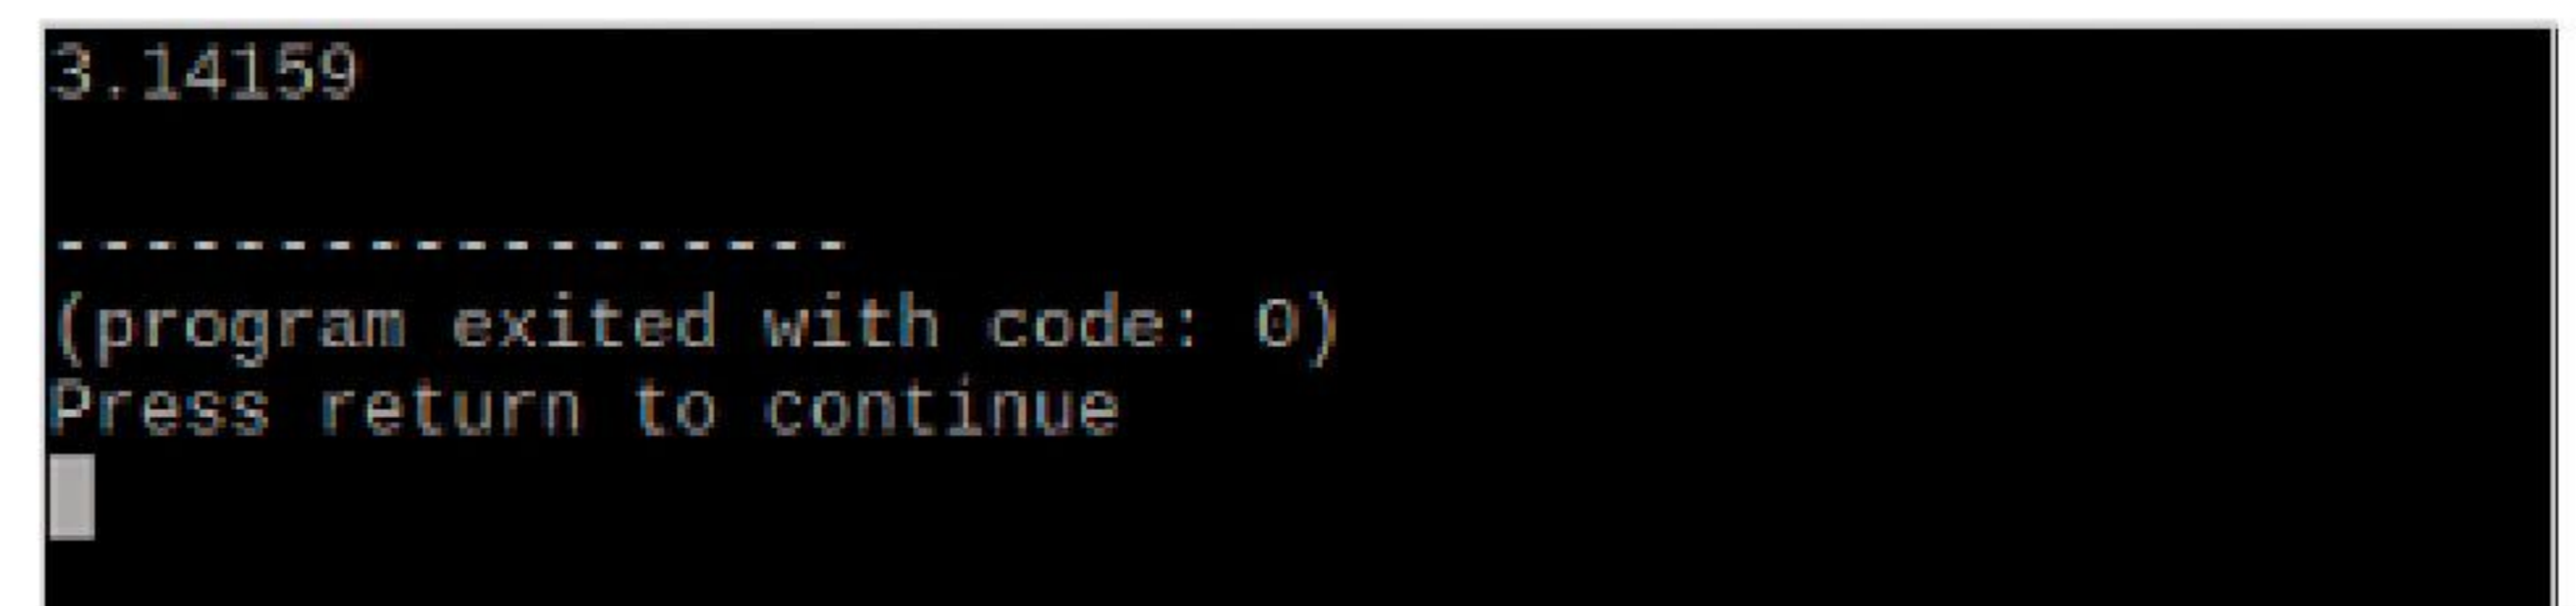 3.14159
------------------
(program exited with code: 0)
Press return to continue